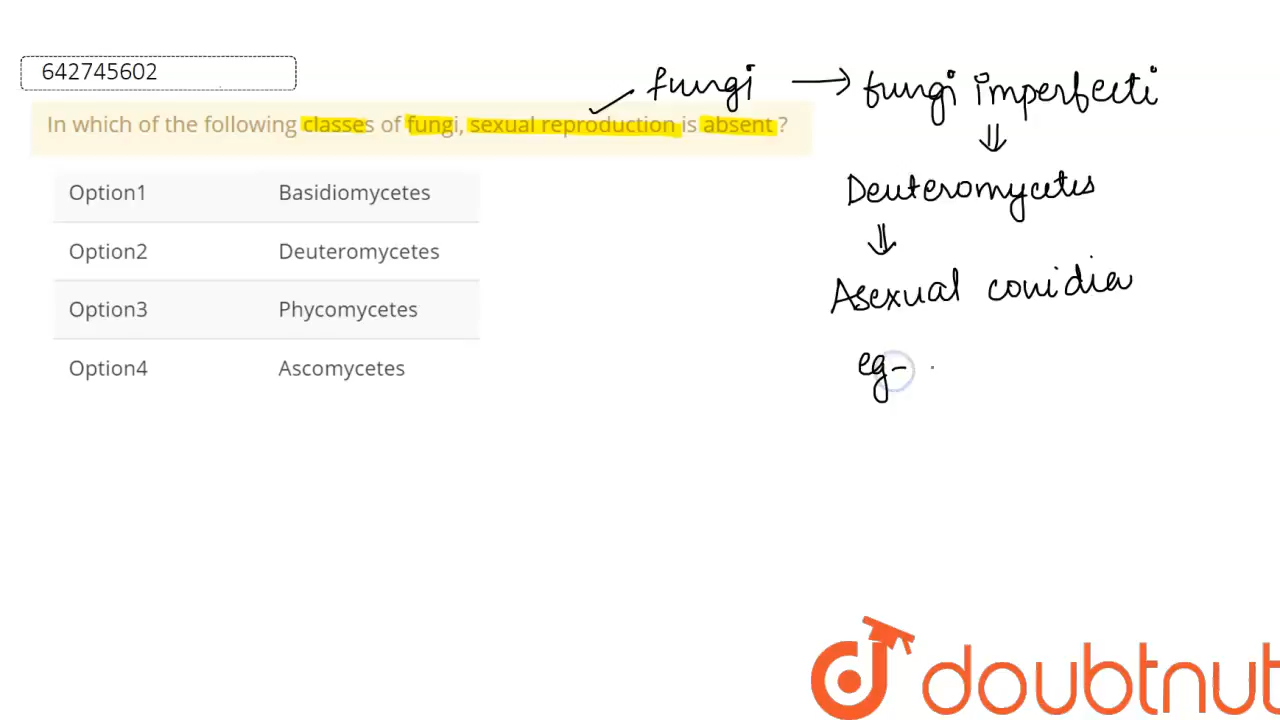 642745602
fungi → fungi imperfecti
In which of the following classes of fungi, sexual reproduction is absent ?
⇓
Deuteromycetes
Option1 Basidiomycetes
⇓
Option2 Deuteromycetes
Asexual conidia
Option3 Phycomycetes
eg-
Option4 Ascomycetes
doubtnut